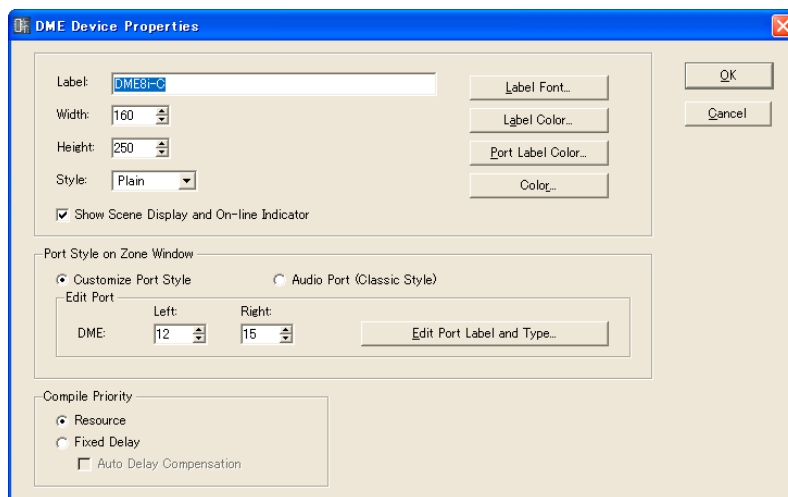 DME Device Properties
Label: DME8i-C
Label Font...
OK
Width: 160
Label Color...
Cancel
Height: 250
Port Label Color...
Style: Plain
Color...
Show Scene Display and On-line Indicator
Port Style on Zone Window
Customize Port Style
Audio Port (Classic Style)
Edit Port
Left: Right:
DME: 12 15
Edit Port Label and Type...
Compile Priority
Resource
Fixed Delay
Auto Delay Compensation